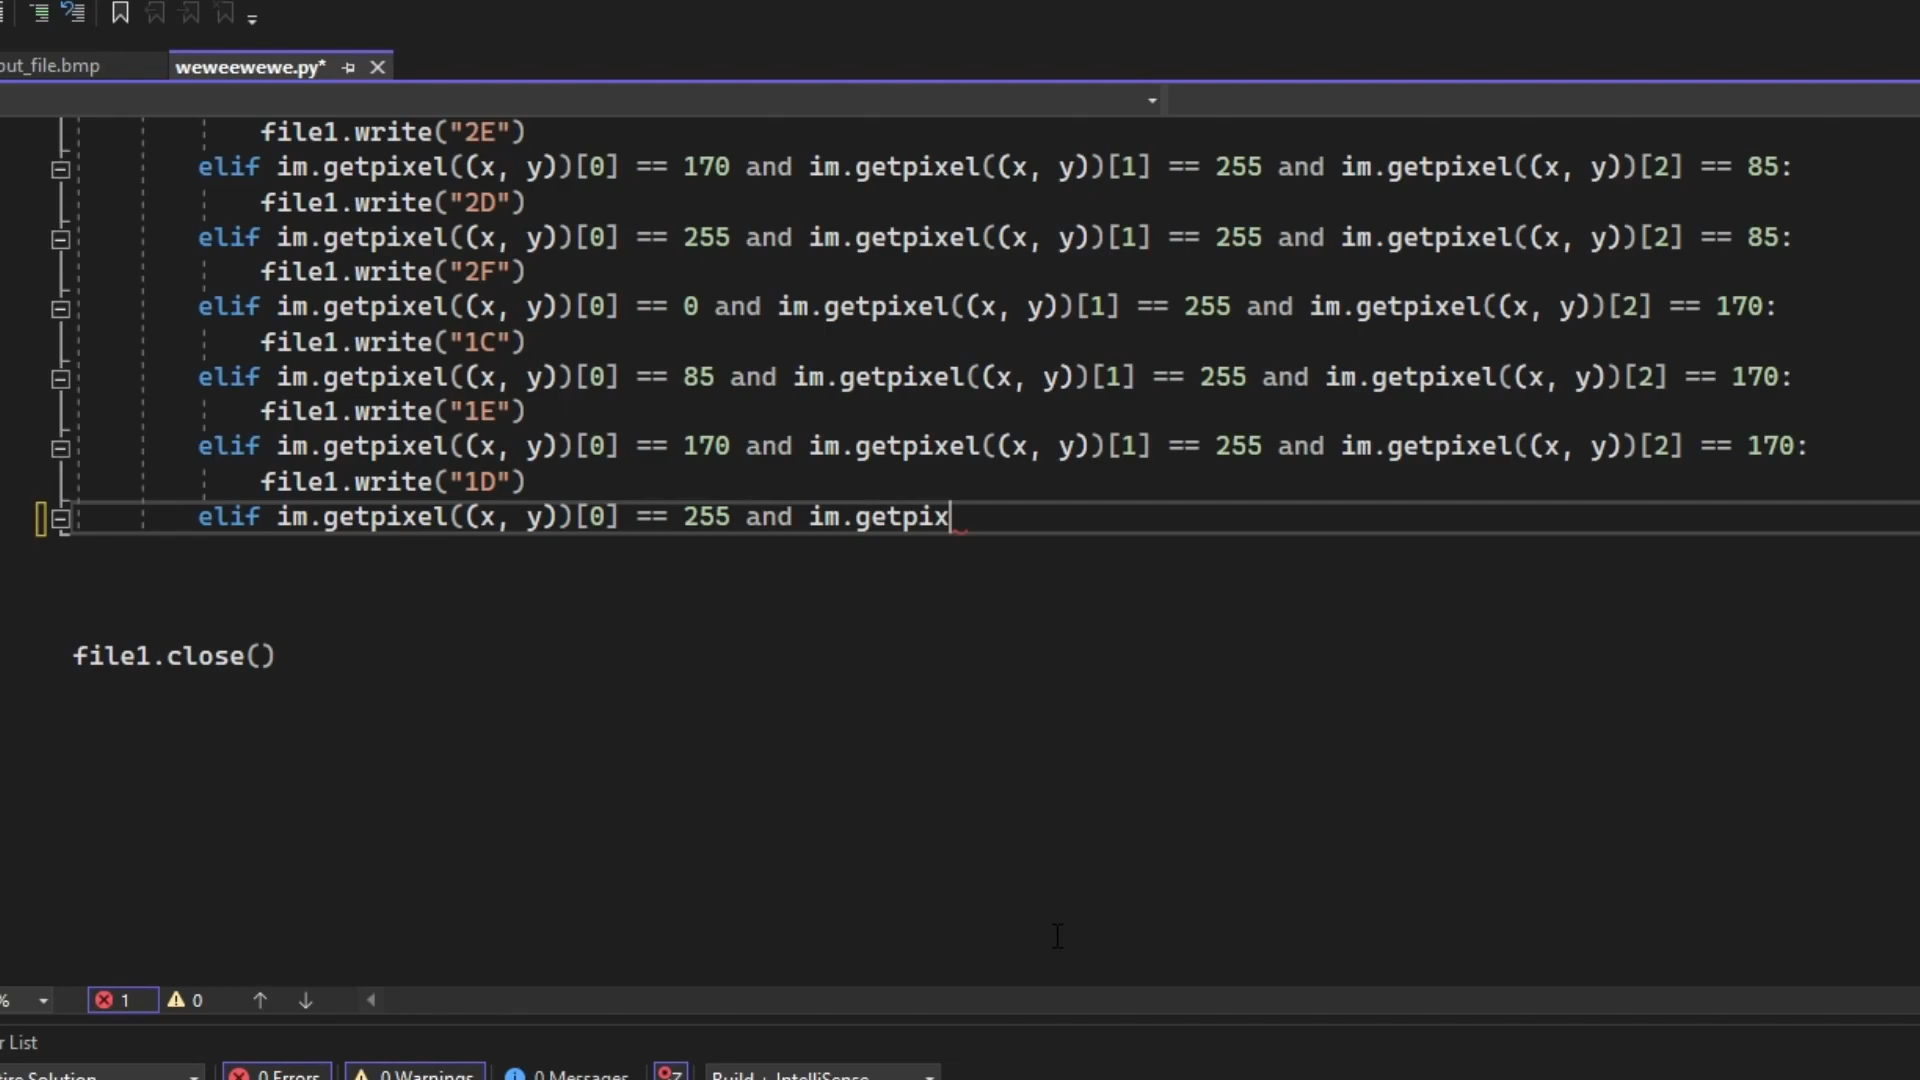 out_file.bmp weweewewe.py*
file1.write("2E")
elif im.getpixel((x, y))[0] == 170 and im.getpixel((x, y))[1] == 255 and im.getpixel((x, y))[2] == 85:
file1.write("2D")
elif im.getpixel((x, y))[0] == 255 and im.getpixel((x, y))[1] == 255 and im.getpixel((x, y))[2] == 85:
file1.write("2F")
elif im.getpixel((x, y))[0] == 0 and im.getpixel((x, y))[1] == 255 and im.getpixel((x, y))[2] == 170:
file1.write("1C")
elif im.getpixel((x, y))[0] == 85 and im.getpixel((x, y))[1] == 255 and im.getpixel((x, y))[2] == 170:
file1.write("1E")
elif im.getpixel((x, y))[0] == 170 and im.getpixel((x, y))[1] == 255 and im.getpixel((x, y))[2] == 170:
file1.write("1D")
elif im.getpixel((x, y))[0] == 255 and im.getpix
file1.close()
% 1 0
r List
tire Solution 0 Errors 0 Warnings 0 Messages Build + IntelliSense